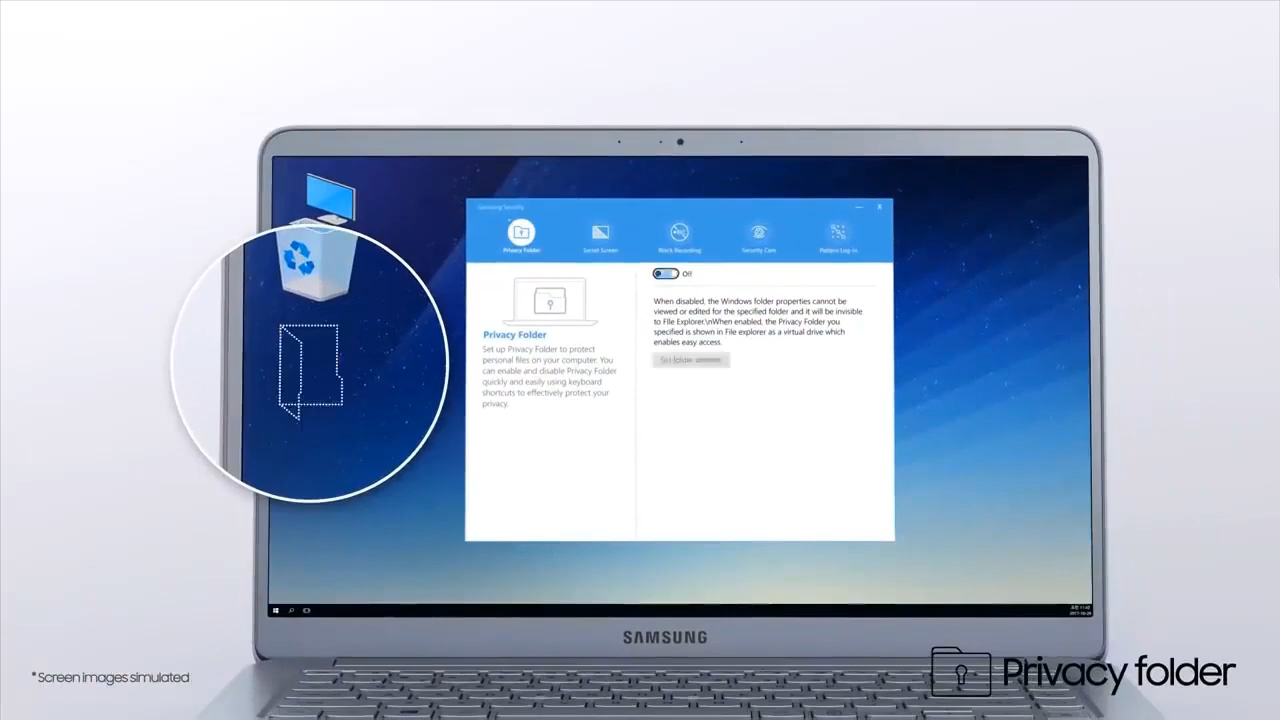 Samsung Security
Privacy Folder
Secret Screen
Block Recording
Security Cam
Pattern Log-in
Off
When disabled, the Windows folder properties cannot be
viewed or edited for the specified folder and it will be invisible
to File Explorer.\nWhen enabled, the Privacy Folder you
specified is shown in File explorer as a virtual drive which
enables easy access.
Privacy Folder
Set up Privacy Folder to protect
personal files on your computer. You
can enable and disable Privacy Folder
quickly and easily using keyboard
shortcuts to effectively protect your
privacy.
SAMSUNG
* Screen images simulated
Privacy folder